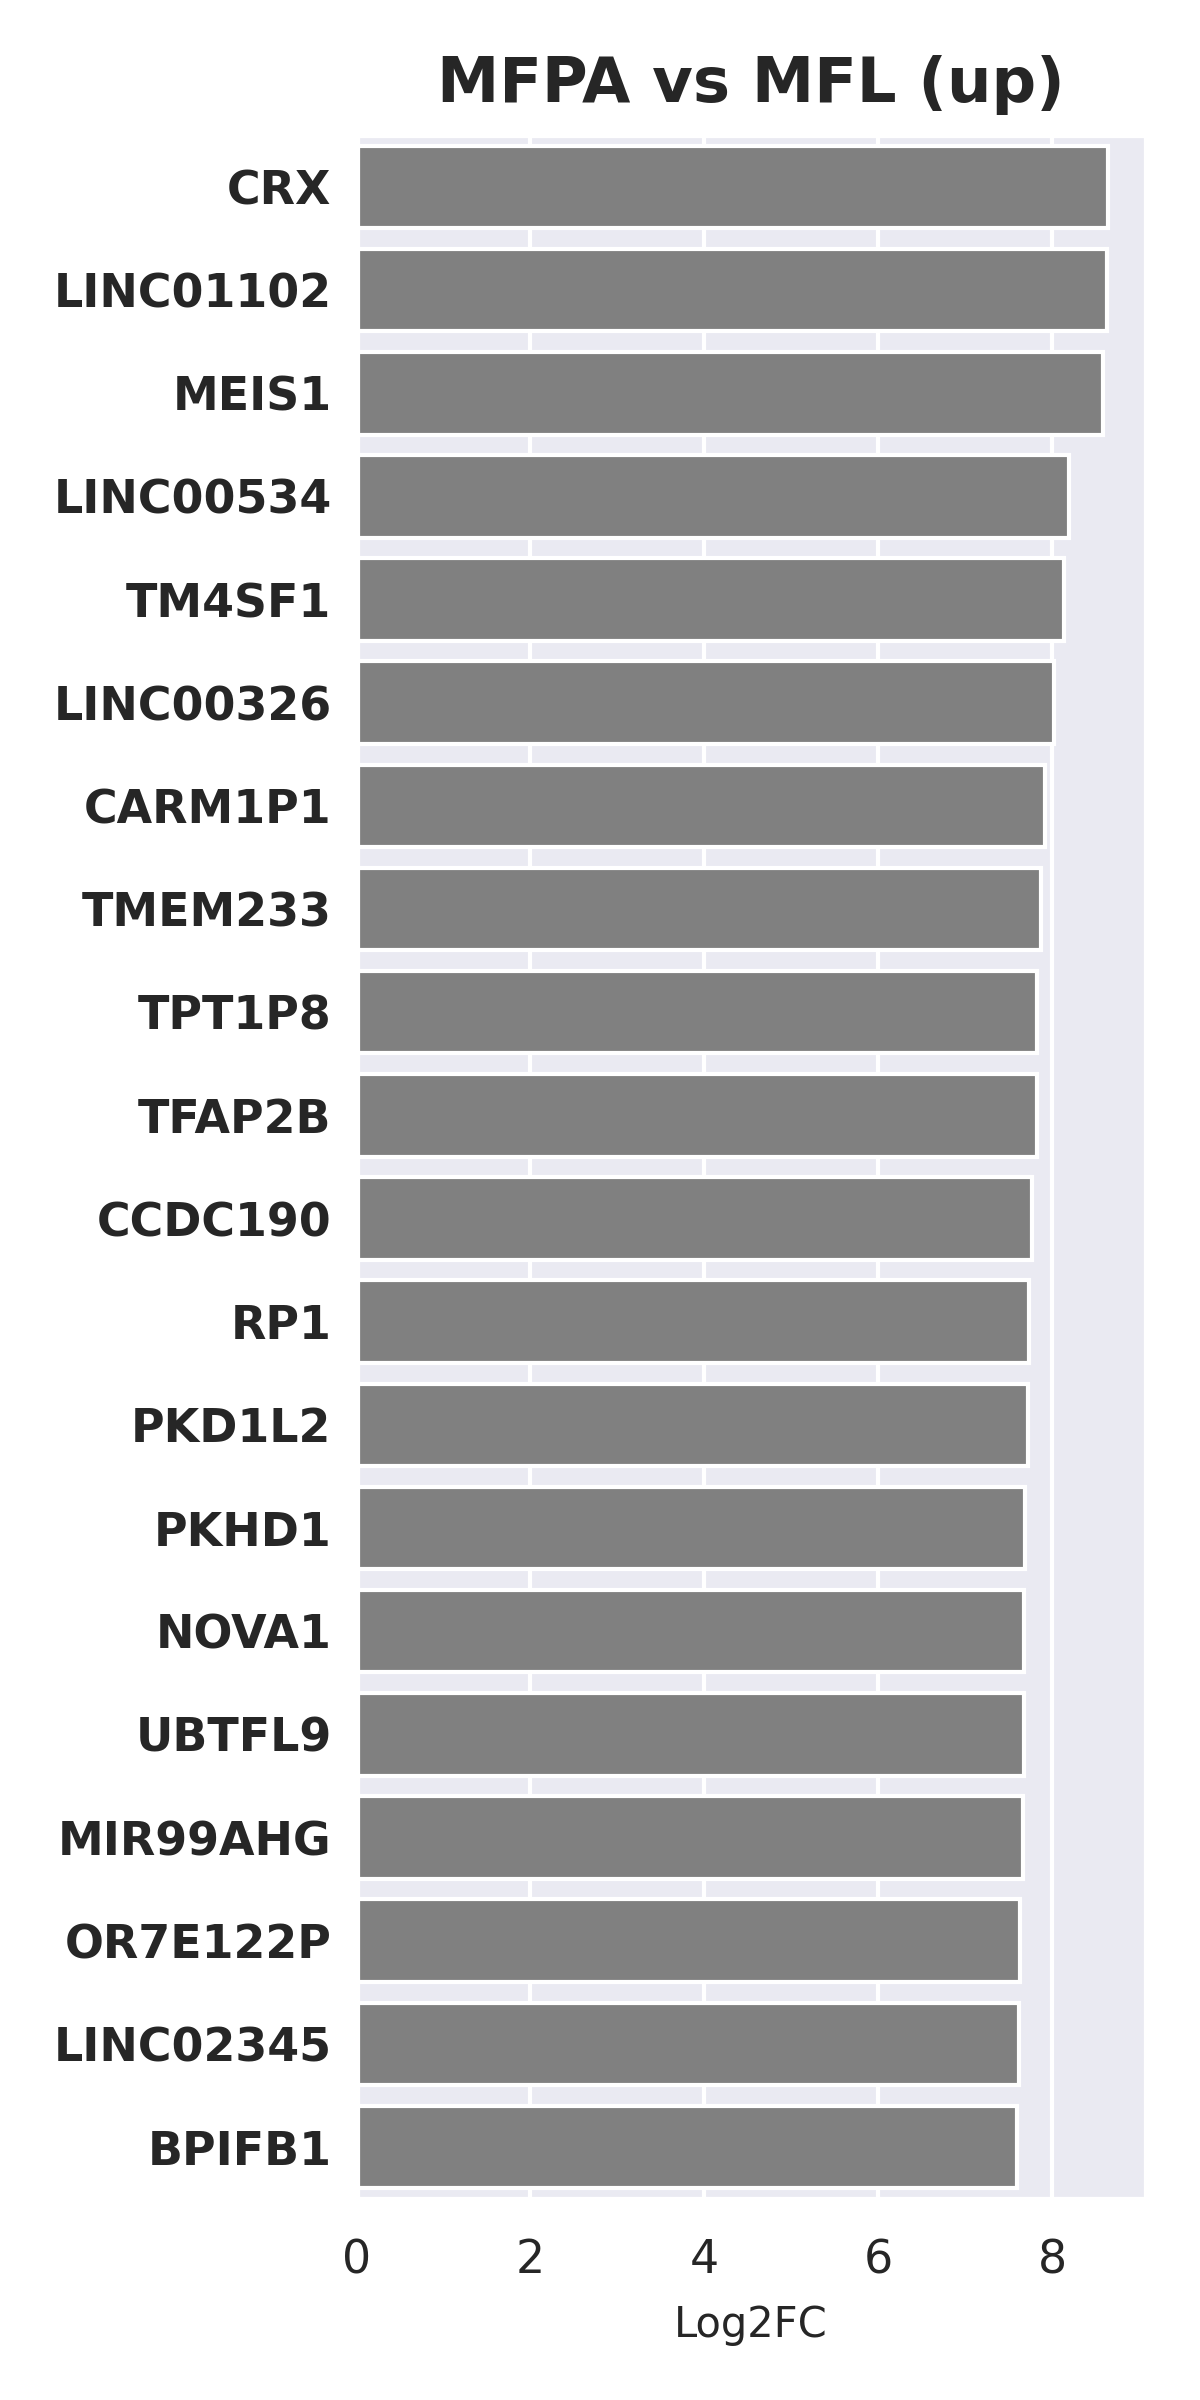 MFPA vs MFL (up)
CRX
LINC01102
MEIS1
LINC00534
TM4SF1
LINC00326
CARM1P1
TMEM233
TPT1P8
TFAP2B
CCDC190
RP1
PKD1L2
PKHD1
NOVA1
UBTFL9
MIR99AHG
OR7E122P
LINC02345
BPIFB1
0 2 4 6 8
Log2FC